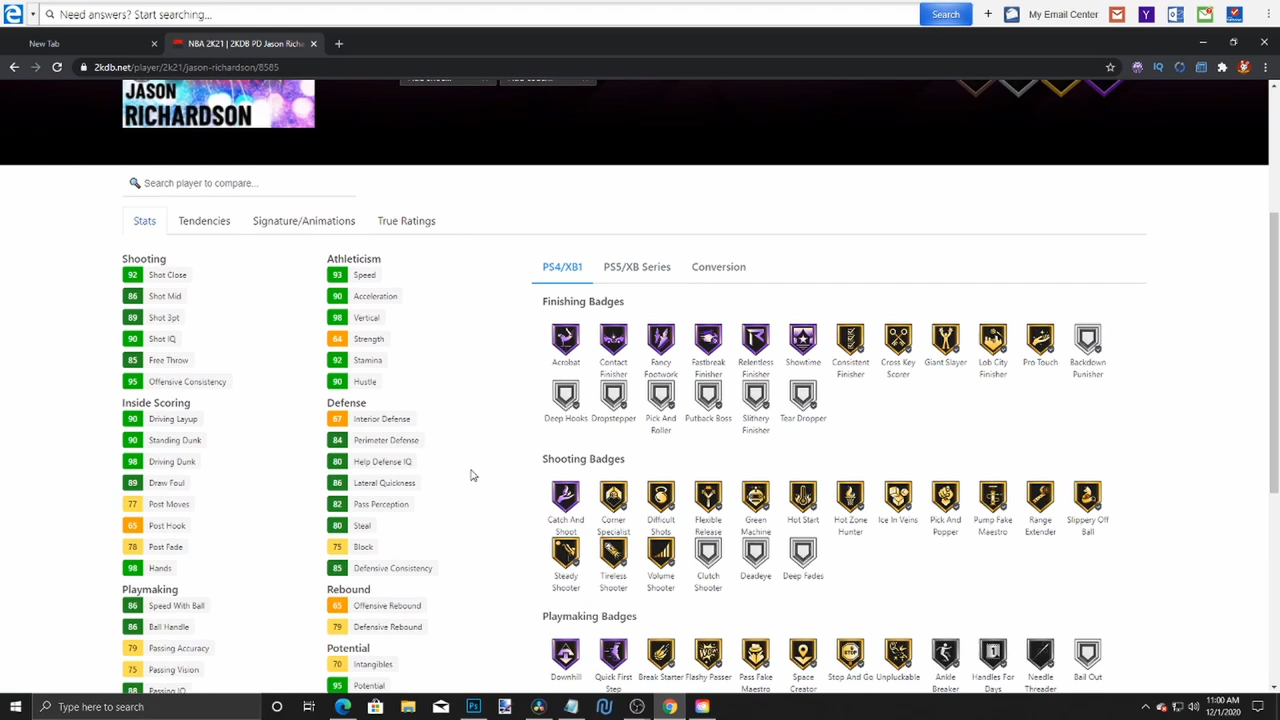 Need answers? Start searching...
Search
My Email Center
New Tab
NBA 2K21 | 2KDB PD Jason Richa
2kdb.net/player/2k21/jason-richardson/8585
JASON
RICHARDSON
Search player to compare...
Stats
Tendencies
Signature/Animations
True Ratings
Shooting
92 Shot Close
86 Shot Mid
89 Shot 3pt
90 Shot IQ
85 Free Throw
95 Offensive Consistency
Inside Scoring
90 Driving Layup
90 Standing Dunk
98 Driving Dunk
89 Draw Foul
77 Post Moves
65 Post Hook
78 Post Fade
98 Hands
Playmaking
86 Speed With Ball
86 Ball Handle
79 Passing Accuracy
75 Passing Vision
88 Passing IQ
Athleticism
93 Speed
90 Acceleration
98 Vertical
64 Strength
92 Stamina
90 Hustle
Defense
67 Interior Defense
84 Perimeter Defense
80 Help Defense IQ
86 Lateral Quickness
82 Pass Perception
80 Steal
75 Block
85 Defensive Consistency
Rebound
65 Offensive Rebound
79 Defensive Rebound
Potential
70 Intangibles
95 Potential
PS4/XB1
PS5/XB Series
Conversion
Finishing Badges
Acrobat
Contact Finisher
Fancy Footwork
Fastbreak Finisher
Relentless Finisher
Showtime
Consistent Finisher
Cross Key Scorer
Giant Slayer
Lob City Finisher
Pro Touch
Backdown Punisher
Deep Hooks
Dropstepper
Pick And Roller
Putback Boss
Slithery Finisher
Tear Dropper
Shooting Badges
Catch And Shoot
Corner Specialist
Difficult Shots
Flexible Release
Green Machine
Hot Start
Hot Zone Hunter
Ice In Veins
Pick And Popper
Pump Fake Maestro
Range Extender
Slippery Off Ball
Steady Shooter
Tireless Shooter
Volume Shooter
Clutch Shooter
Deadeye
Deep Fades
Playmaking Badges
Downhill
Quick First Step
Break Starter
Flashy Passer
Pass Fake Maestro
Space Creator
Stop And Go
Unpluckable
Ankle Breaker
Handles For Days
Needle Threader
Bail Out
Type here to search
11:00 AM
12/1/2020